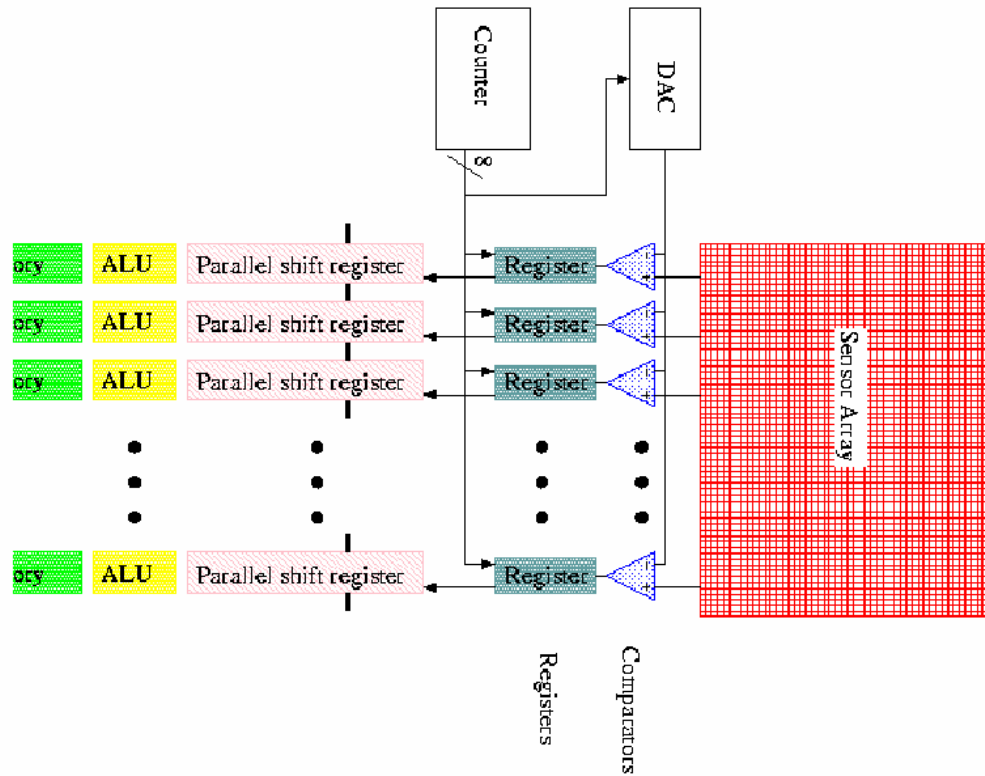 Counter
DAC
8
ory ALU Parallel shift register Register - +
ory ALU Parallel shift register Register - +
ory ALU Parallel shift register Register - +
Sensor Array
ory ALU Parallel shift register Register - +
Registers
Comparators